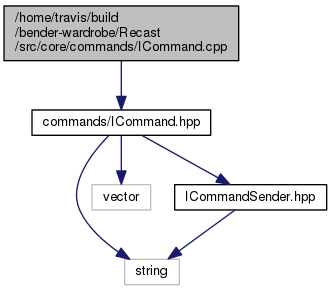 /home/travis/build
/bender-wardrobe/Recast
/src/core/commands/ICommand.cpp
commands/ICommand.hpp
vector
ICommandSender.hpp
string